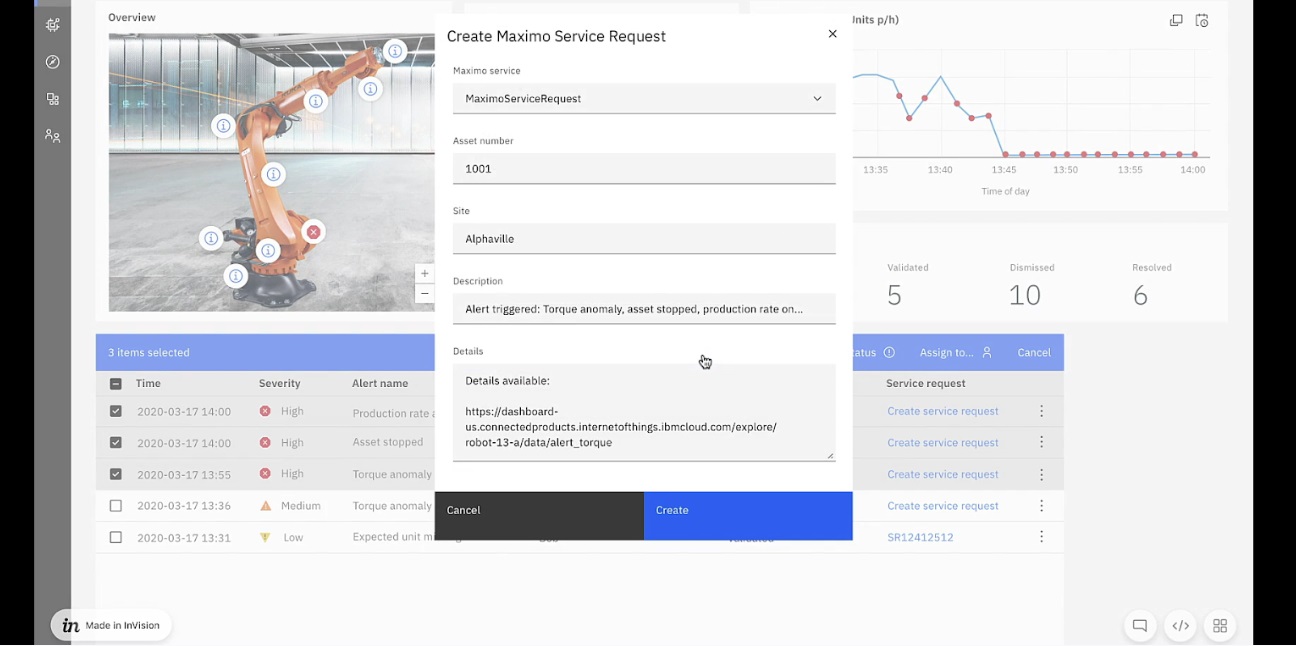 Overview
Create Maximo Service Request
nits p/h)
Maximo service
MaximoServiceRequest
Asset number
1001
Site
Alphaville
Description
Alert triggered: Torque anomaly, asset stopped, production rate on...
Details
Details available:
https://dashboard-
us.connectedproducts.internetofthings.ibmcloud.com/explore/
robot-13-a/data/alert_torque
Cancel
Create
13:35 13:40 13:45 13:50 13:55 14:00
Time of day
Validated Dismissed Resolved
5 10 6
3 items selected
tatus Assign to... Cancel
Time Severity Alert name Service request
2020-03-17 14:00 High Production rate Create service request
2020-03-17 14:00 High Asset stopped Create service request
2020-03-17 13:55 High Torque anomaly Create service request
2020-03-17 13:36 Medium Torque anomaly Create service request
2020-03-17 13:31 Low Expected unit Validated SR12412512
in Made in InVision